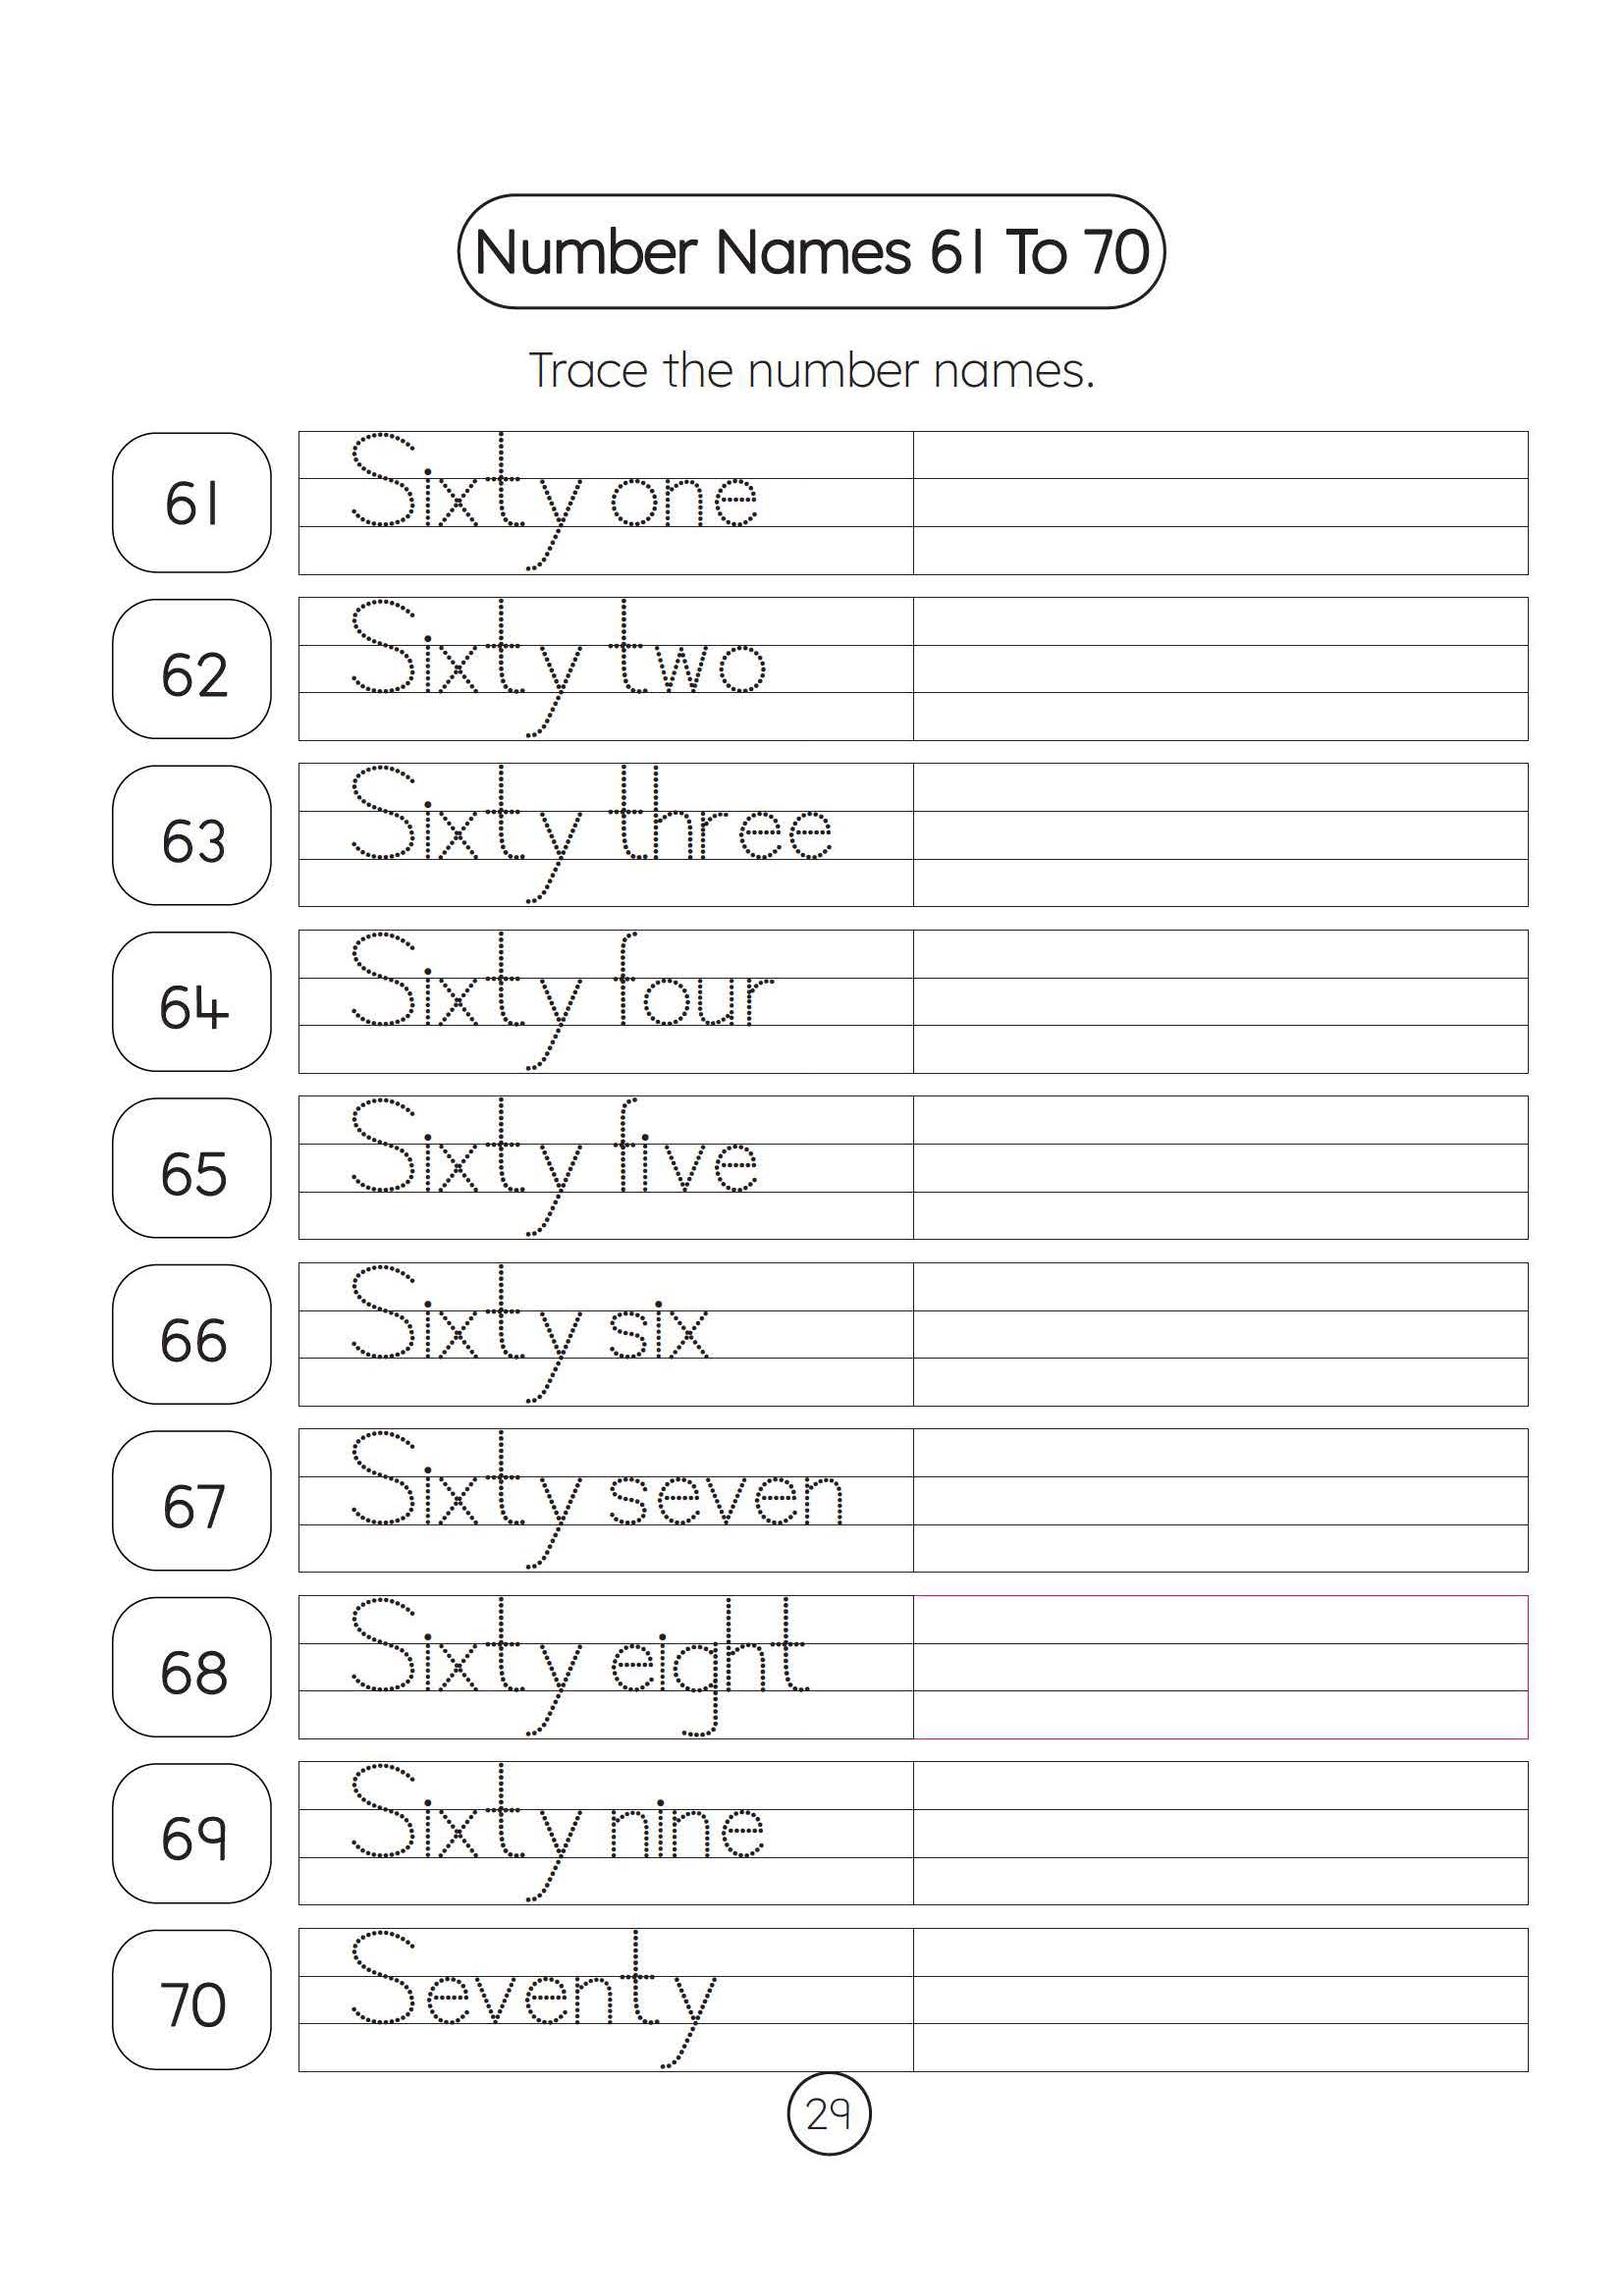 Number Names 61 To 70
Trace the number names.
61 Sixty one
62 Sixty two
63 Sixty three
64 Sixty four
65 Sixty five
66 Sixty six
67 Sixty seven
68 Sixty eight
69 Sixty nine
70 Seventy
29